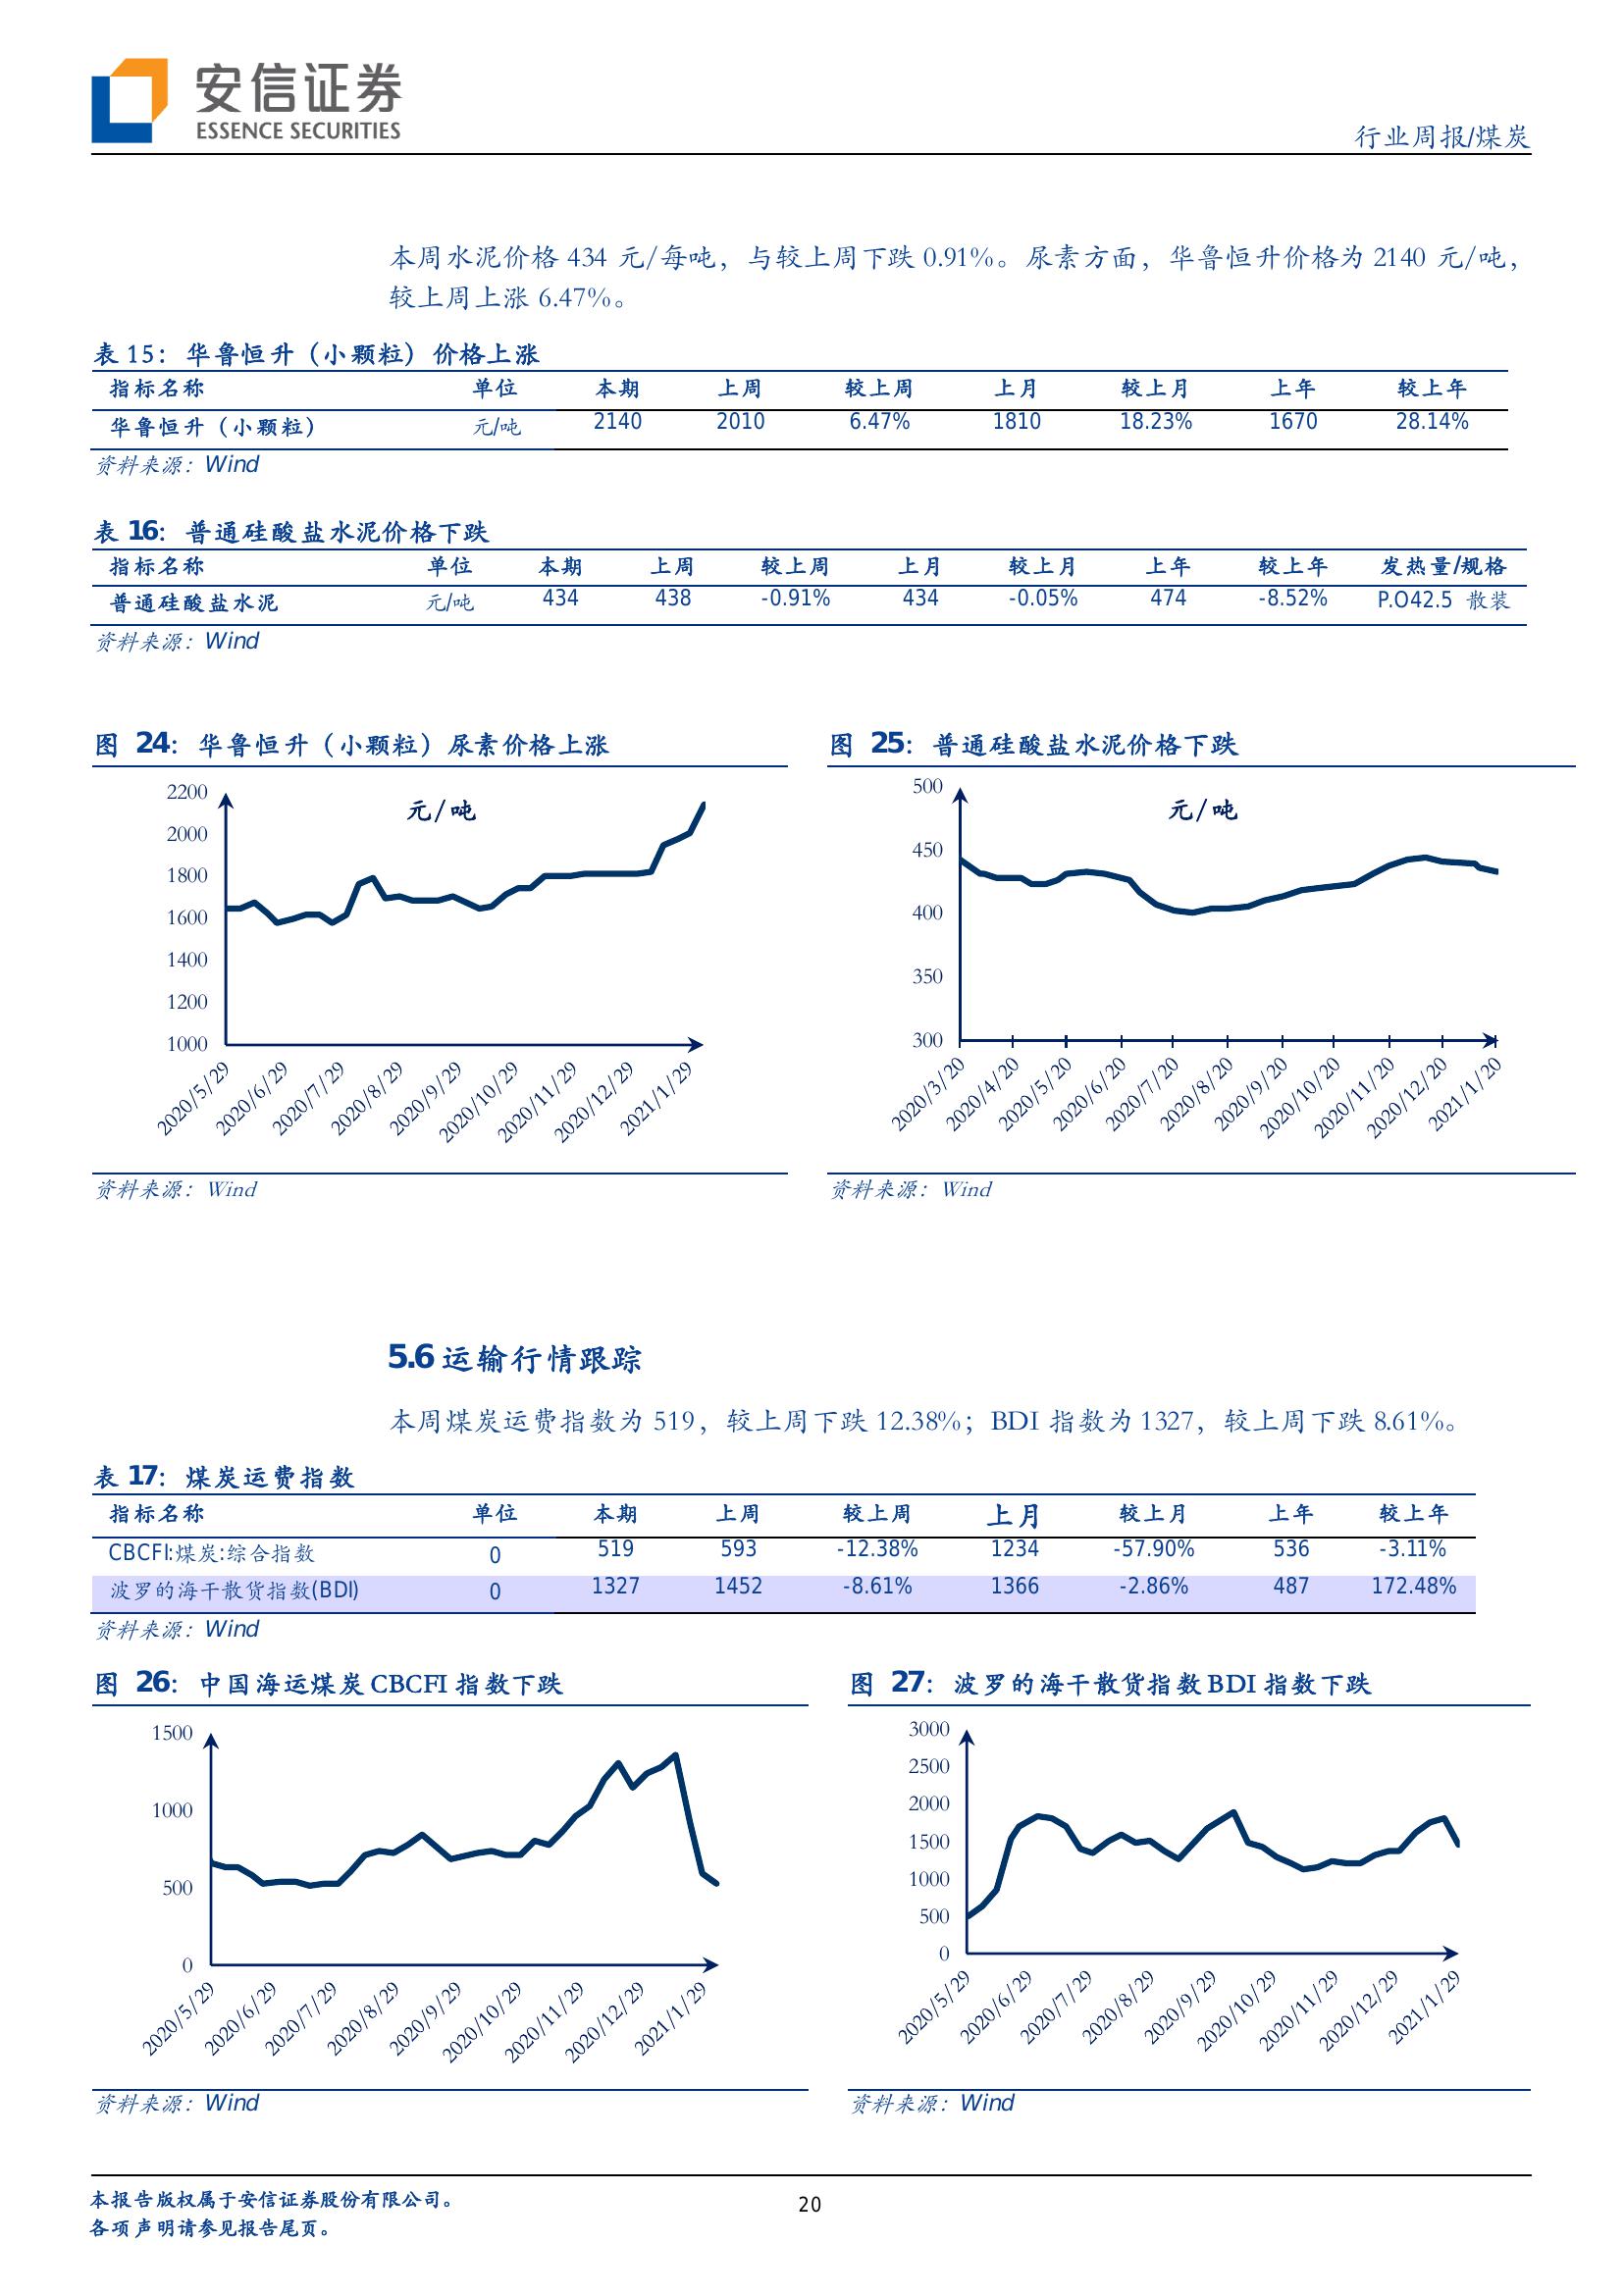 安信证券
ESSENCE SECURITIES
行业周报/煤炭
本周水泥价格 434 元/每吨，与较上周下跌 0.91%。尿素方面，华鲁恒升价格为 2140 元/吨，
较上周上涨 6.47%。
表 15：华鲁恒升（小颗粒）价格上涨
指标名称 单位 本期 上周 较上周 上月 较上月 上年 较上年
华鲁恒升（小颗粒） 元/吨 2140 2010 6.47% 1810 18.23% 1670 28.14%
资料来源：Wind
表 16：普通硅酸盐水泥价格下跌
指标名称 单位 本期 上周 较上周 上月 较上月 上年 较上年 发热量/规格
普通硅酸盐水泥 元/吨 434 438 -0.91% 434 -0.05% 474 -8.52% P.O42.5 散装
资料来源：Wind
图 24：华鲁恒升（小颗粒）尿素价格上涨
元/吨
2200
2000
1800
1600
1400
1200
1000
2020/5/29 2020/6/29 2020/7/29 2020/8/29 2020/9/29 2020/10/29 2020/11/29 2020/12/29 2021/1/29
资料来源：Wind
图 25：普通硅酸盐水泥价格下跌
元/吨
500
450
400
350
300
2020/3/20 2020/4/20 2020/5/20 2020/6/20 2020/7/20 2020/8/20 2020/9/20 2020/10/20 2020/11/20 2020/12/20 2021/1/20
资料来源：Wind
5.6 运输行情跟踪
本周煤炭运费指数为 519，较上周下跌 12.38%；BDI 指数为 1327，较上周下跌 8.61%。
表 17：煤炭运费指数
指标名称 单位 本期 上周 较上周 上月 较上月 上年 较上年
CBCFI:煤炭:综合指数 0 519 593 -12.38% 1234 -57.90% 536 -3.11%
波罗的海干散货指数(BDI) 0 1327 1452 -8.61% 1366 -2.86% 487 172.48%
资料来源：Wind
图 26：中国海运煤炭 CBCFI 指数下跌
1500
1000
500
0
2020/5/29 2020/6/29 2020/7/29 2020/8/29 2020/9/29 2020/10/29 2020/11/29 2020/12/29 2021/1/29
资料来源：Wind
图 27：波罗的海干散货指数 BDI 指数下跌
3000
2500
2000
1500
1000
500
0
2020/5/29 2020/6/29 2020/7/29 2020/8/29 2020/9/29 2020/10/29 2020/11/29 2020/12/29 2021/1/29
资料来源：Wind
本报告版权属于安信证券股份有限公司。
各项声明请参见报告尾页。
20